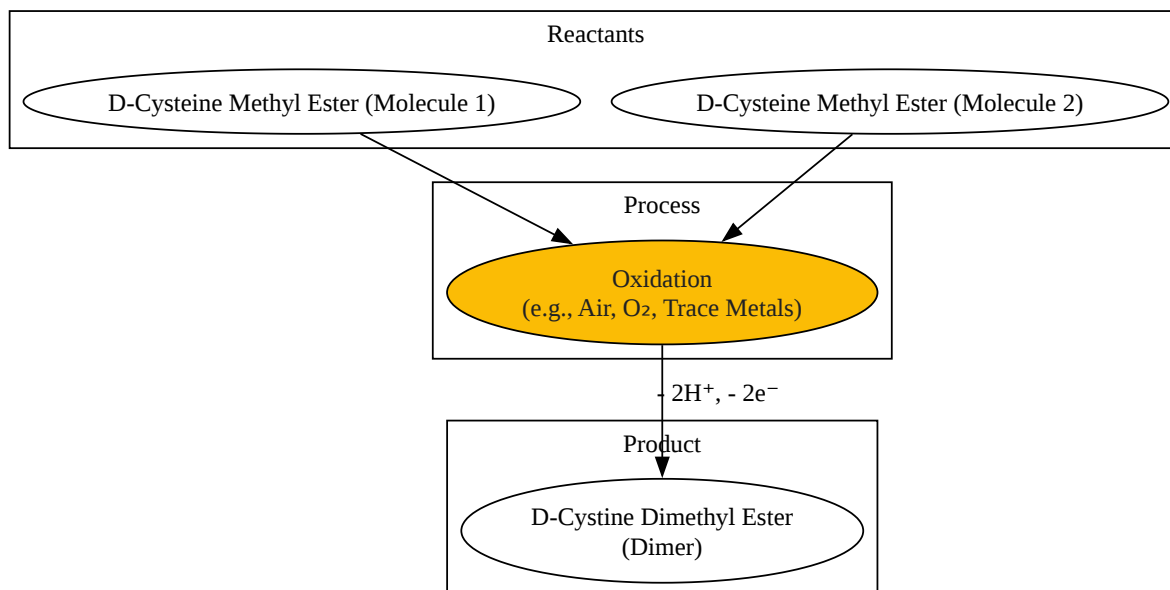 Reactants
D-Cysteine Methyl Ester (Molecule 1)
D-Cysteine Methyl Ester (Molecule 2)
Process
Oxidation
(e.g., Air, O₂, Trace Metals)
- 2H⁺, - 2e⁻
Product
D-Cystine Dimethyl Ester
(Dimer)